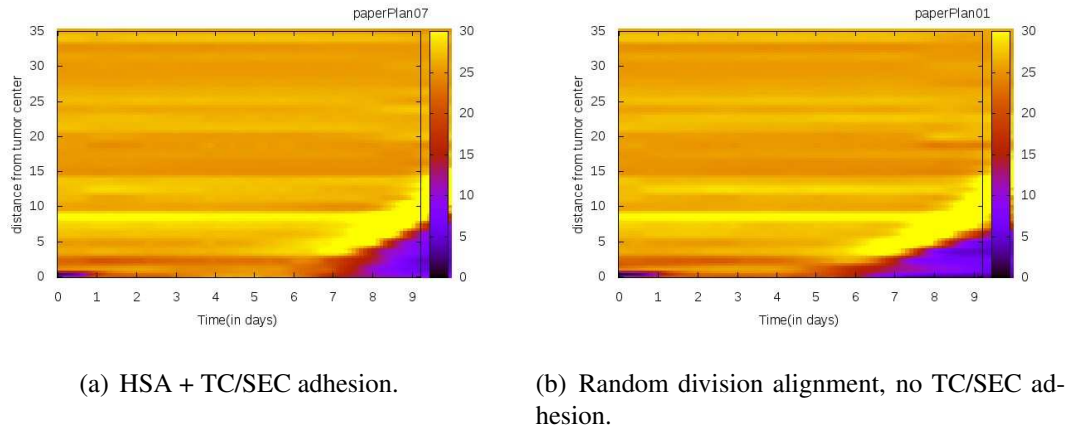 paperPlan07
35
30
25
20
15
10
5
0
distance from tumor center
0 1 2 3 4 5 6 7 8 9
Time(in days)
30
25
20
15
10
5
0
paperPlan01
35
30
25
20
15
10
5
0
distance from tumor center
0 1 2 3 4 5 6 7 8 9
Time(in days)
30
25
20
15
10
5
0
(a) HSA + TC/SEC adhesion.
(b) Random division alignment, no TC/SEC ad-
hesion.